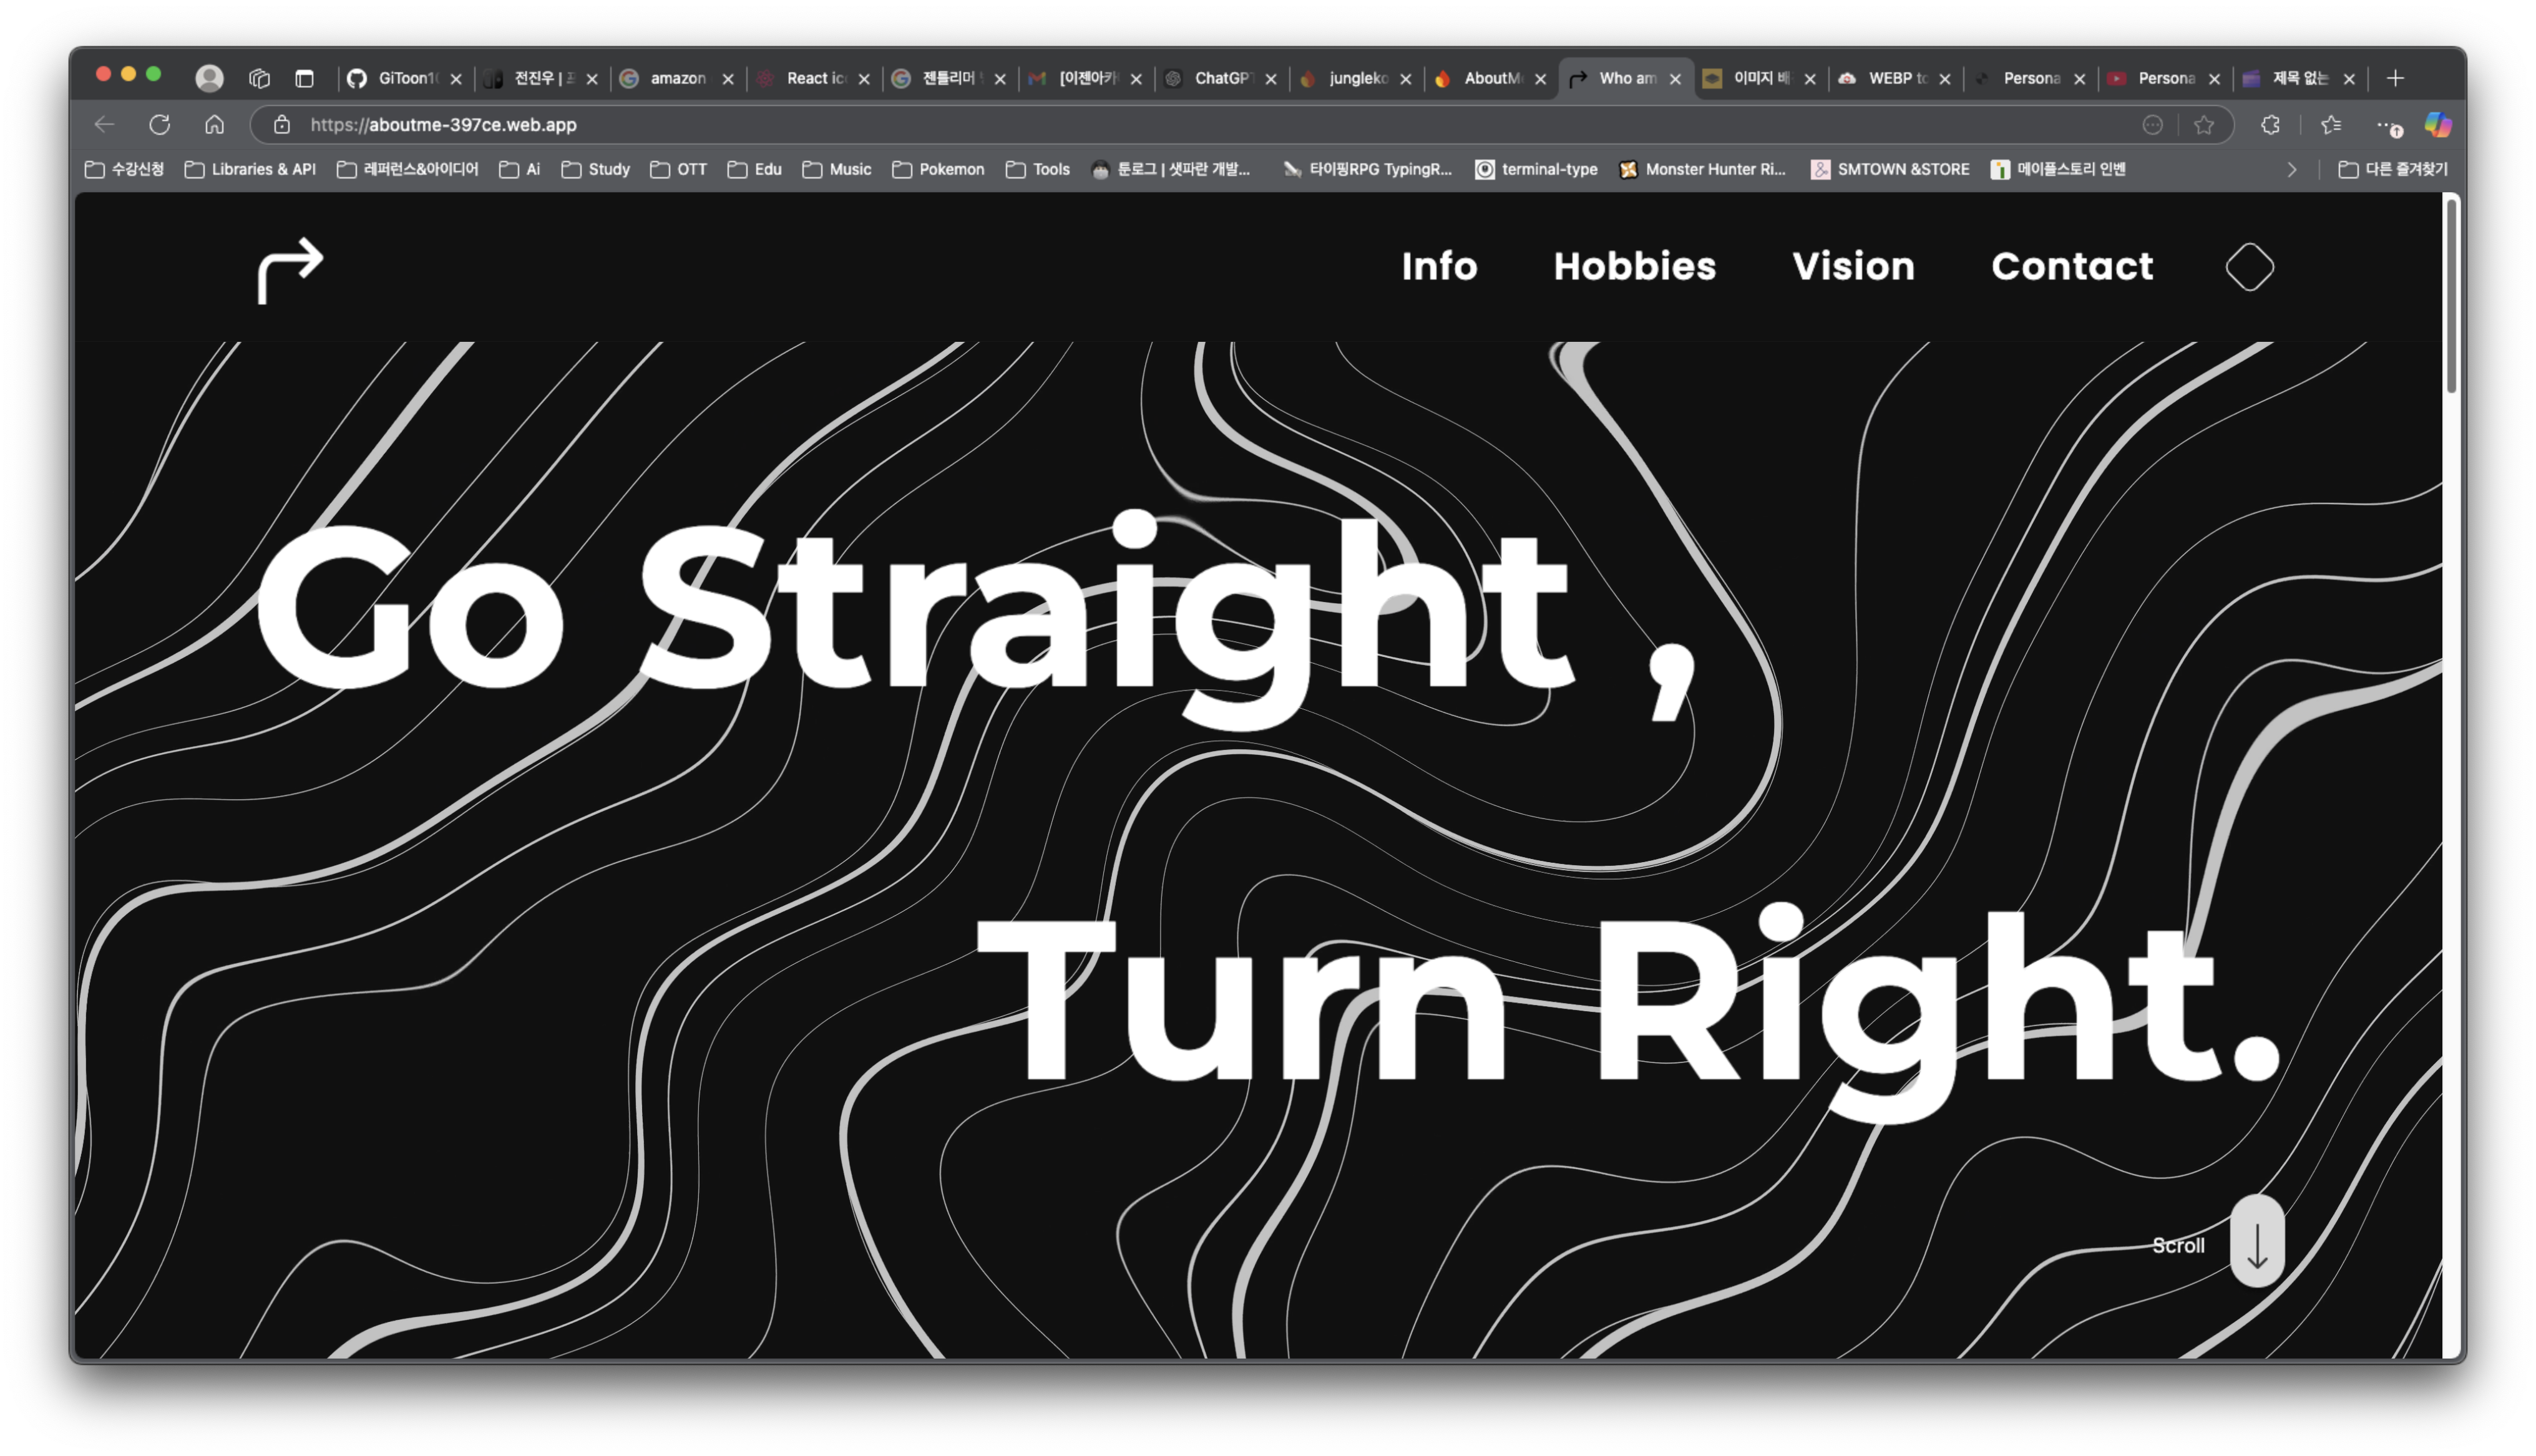 GiToon1
전진우 |
amazon
React ic
젠틀리머
[이젠아카
ChatGPT
jungleko
AboutM
Who am
이미지 배
WEBP to
Persona
Persona
제목 없는
https://aboutme-397ce.web.app
수강신청
Libraries & API
레퍼런스&아이디어
Ai
Study
OTT
Edu
Music
Pokemon
Tools
툰로그 | 샛파란 개발...
타이핑RPG TypingR...
terminal-type
Monster Hunter Ri...
SMTOWN &STORE
메이플스토리 인벤
다른 즐겨찾기
Info
Hobbies
Vision
Contact
Go Straight ,
Turn Right.
Scroll